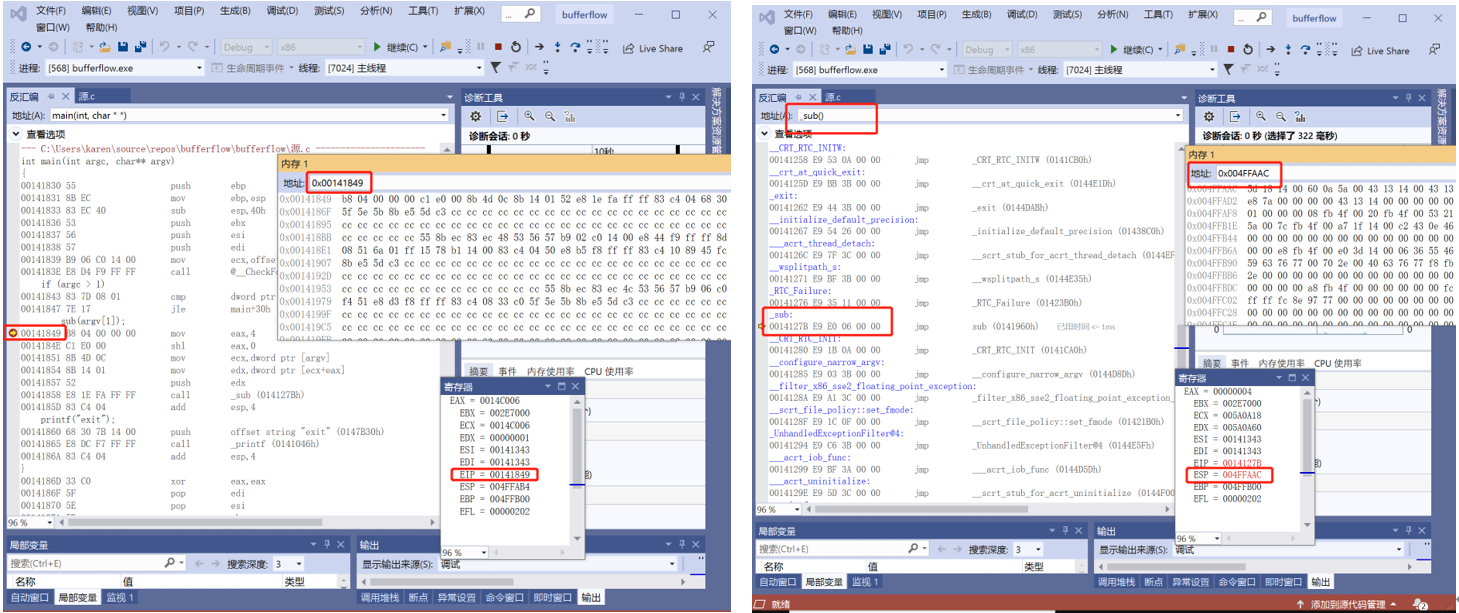 文件(F) 编辑(E) 视图(V) 项目(P) 生成(B) 调试(D) 测试(S) 分析(N) 工具(T) 扩展(X) ... bufferflow
窗口(W) 帮助(H)
Debug x86 继续(C) Live Share
进程: [568] bufferflow.exe 生命周期事件 线程: [7024] 主线程
反汇编 源.c
地址(A): main(int, char * *)
查看选项
--- C:\Users\karen\source\repos\bufferflow\bufferflow\源.c
int main(int argc, char** argv)
{
00141830 55 push ebp
00141831 8B EC mov ebp,esp
00141833 83 EC 40 sub esp,40h
00141836 53 push ebx
00141837 56 push esi
00141838 57 push edi
00141839 B9 06 C0 14 00 mov ecx,offset
0014183E E8 D4 F9 FF FF call @__CheckFo
if (argc > 1)
00141843 83 7D 08 01 cmp dword ptr
00141847 7E 17 jle main+30h
sub(argv[1]);
00141849 B8 04 00 00 00 mov eax,4
0014184E C1 E0 00 shl eax,0
00141851 8B 4D 0C mov ecx,dword ptr [argv]
00141854 8B 14 01 mov edx,dword ptr [ecx+eax]
00141857 52 push edx
00141858 E8 1E FA FF FF call _sub (014127Bh)
0014185D 83 C4 04 add esp,4
printf("exit");
00141860 68 30 7B 14 00 push offset string "exit" (0147B30h)
00141865 E8 DC F7 FF FF call _printf (0141046h)
0014186A 83 C4 04 add esp,4
}
0014186D 33 C0 xor eax,eax
0014186F 5F pop edi
00141870 5E pop esi
96 %
诊断工具
诊断会话: 0 秒
10秒
解决方案资源管
内存 1
地址: 0x00141849
0x00141849 b8 04 00 00 00 c1 e0 00 8b 4d 0c 8b 14 01 52 e8 1e fa ff ff 83 c4 04 68 30
0x0014186F 5f 5e 5b 8b e5 5d c3 cc cc cc cc cc cc cc cc cc cc cc cc cc cc cc cc cc cc
0x00141895 cc cc cc cc cc cc cc cc cc cc cc cc cc cc cc cc cc cc cc cc cc cc cc cc cc
0x001418BB cc cc cc cc cc 55 8b ec 83 ec 48 53 56 57 b9 02 c0 14 00 e8 44 f9 ff ff 8d
0x001418E1 08 51 6a 01 ff 15 78 b1 14 00 83 c4 04 50 e8 b5 f8 ff ff 83 c4 10 89 45 fc
0x00141907 8b e5 5d c3 cc cc cc cc cc cc cc cc cc cc cc cc cc cc cc cc cc cc cc cc cc
0x0014192D cc cc cc cc cc cc cc cc cc cc cc cc cc cc cc cc cc cc cc cc cc cc cc cc cc
0x00141953 cc cc cc cc cc cc cc cc cc cc cc cc cc 55 8b ec 83 ec 4c 53 56 57 b9 06 c0
0x00141979 f4 51 e8 d3 f8 ff ff 83 c4 08 33 c0 5f 5e 5b 8b e5 5d c3 cc cc cc cc cc cc
0x0014199F cc cc cc cc cc cc cc cc cc cc cc cc cc cc cc cc cc cc cc cc cc cc cc cc cc
0x001419C5 cc cc cc cc cc cc cc cc cc cc cc cc cc cc cc cc cc cc cc cc cc cc cc cc cc
摘要 事件 内存使用率 CPU 使用率
寄存器
EAX = 0014C006
EBX = 002E7000
ECX = 0014C006
EDX = 00000001
ESI = 00141343
EDI = 00141343
EIP = 00141849
ESP = 004FFAB4
EBP = 004FFB00
EFL = 00000202
96 %
局部变量
搜索(Ctrl+E) 搜索深度: 3
名称 值 类型
自动窗口 局部变量 监视 1
输出
显示输出来源(S): 调试
调用堆栈 断点 异常设置 命令窗口 即时窗口 输出
文件(F) 编辑(E) 视图(V) 项目(P) 生成(B) 调试(D) 测试(S) 分析(N) 工具(T) 扩展(X) ... bufferflow
窗口(W) 帮助(H)
Debug x86 继续(C) Live Share
进程: [568] bufferflow.exe 生命周期事件 线程: [7024] 主线程
反汇编 源.c
地址(A): _sub()
查看选项
__CRT_RTC_INITW:
00141258 E9 53 0A 00 00 jmp _CRT_RTC_INITW (0141CB0h)
__crt_at_quick_exit:
0014125D E9 BB 3B 00 00 jmp __crt_at_quick_exit (0144E1Dh)
_exit:
00141262 E9 44 3B 00 00 jmp _exit (0144DABh)
__initialize_default_precision:
00141267 E9 54 26 00 00 jmp _initialize_default_precision (01438C0h)
___acrt_thread_detach:
0014126C E9 7F 3C 00 00 jmp __scrt_stub_for_acrt_thread_detach (0144EF
__wsplitpath_s:
00141271 E9 BF 3B 00 00 jmp __wsplitpath_s (0144E35h)
_RTC_Failure:
00141276 E9 35 11 00 00 jmp _RTC_Failure (01423B0h)
_sub:
0014127B E9 E0 06 00 00 jmp sub (0141960h) 已用时间 <= 1ms
__CRT_RTC_INIT:
00141280 E9 1B 0A 00 00 jmp _CRT_RTC_INIT (0141CA0h)
__configure_narrow_argv:
00141285 E9 03 3B 00 00 jmp __configure_narrow_argv (0144D8Dh)
__filter_x86_sse2_floating_point_exception:
0014128A E9 A1 3C 00 00 jmp _filter_x86_sse2_floating_point_exception_
__scrt_file_policy::set_fmode:
0014128F E9 1C 0F 00 00 jmp __scrt_file_policy::set_fmode (01421B0h)
_UnhandledExceptionFilter@4:
00141294 E9 C6 3B 00 00 jmp _UnhandledExceptionFilter@4 (0144E5Fh)
___acrt_iob_func:
00141299 E9 BF 3A 00 00 jmp ___acrt_iob_func (0144D5Dh)
___acrt_uninitialize:
0014129E E9 5D 3C 00 00 jmp __scrt_stub_for_acrt_uninitialize (0144F00
96 %
诊断工具
诊断会话: 0 秒 (选择了 322 毫秒)
解决方案资源管
内存 1
地址: 0x004FFAAC
0x004FFAAC 5d 18 14 00 60 0a 5a 00 43 13 14 00 43 13
0x004FFAD2 e8 7a 00 00 00 00 43 13 14 00 00 00 00 00
0x004FFAF8 01 00 00 00 08 fb 4f 00 20 fb 4f 00 53 21
0x004FFB1E 5a 00 7c fb 4f 00 a7 1f 14 00 c2 43 0e 46
0x004FFB44 00 00 00 00 00 00 00 00 00 00 00 00 00 00
0x004FFB6A 00 00 e8 fb 4f 00 e0 3d 14 00 06 36 55 46
0x004FFB90 59 63 76 77 00 70 2e 00 40 63 76 77 f8 fb
0x004FFBB6 2e 00 00 00 00 00 00 00 00 00 00 00 00 00
0x004FFBDC 00 00 00 00 a8 fb 4f 00 00 00 00 00 00 fc
0x004FFC02 ff ff fc 8e 97 77 00 00 00 00 00 00 00 00
0x004FFC28 00 00 00 00 00 00 00 00 00 00 00 00 00 00
0 0
摘要 事件 内存使用率 CPU 使用率
寄存器
EAX = 00000004
EBX = 002E7000
ECX = 005A0A18
EDX = 005A0A60
ESI = 00141343
EDI = 00141343
EIP = 0014127B
ESP = 004FFAAC
EBP = 004FFB00
EFL = 00000202
96 %
局部变量
搜索(Ctrl+E) 搜索深度: 3
名称 值 类型
自动窗口 局部变量 监视 1
输出
显示输出来源(S): 调试
调用堆栈 断点 异常设置 命令窗口 即时窗口 输出
就绪 添加到源代码管理 2